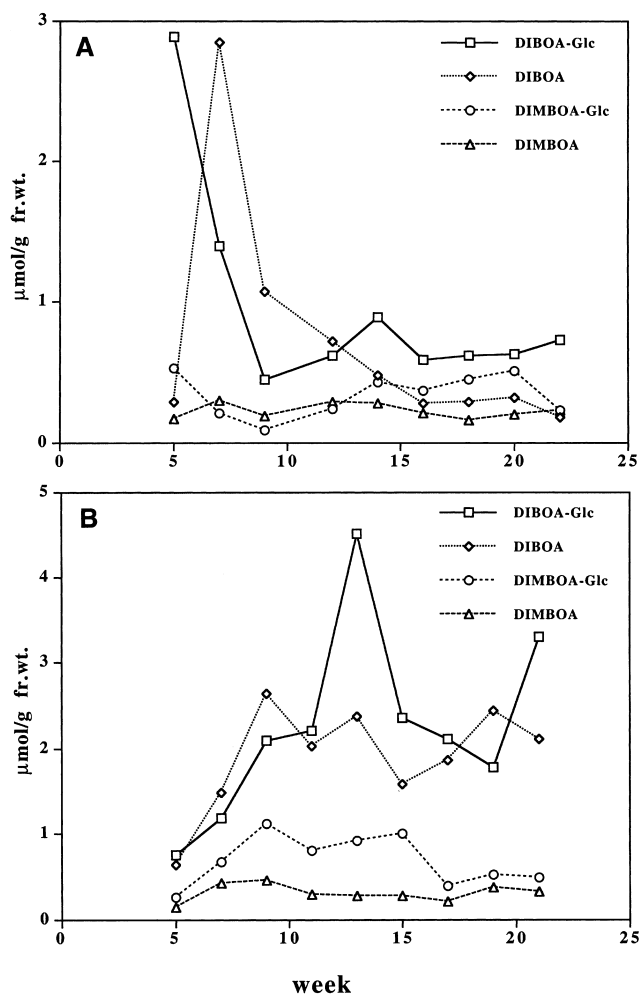 A
DIBOA-Glc
DIBOA
DIMBOA-Glc
DIMBOA
μmol/g fr.wt.
3
2
1
0
0 5 10 15 20 25
B
DIBOA-Glc
DIBOA
DIMBOA-Glc
DIMBOA
μmol/g fr.wt.
5
4
3
2
1
0
0 5 10 15 20 25
week